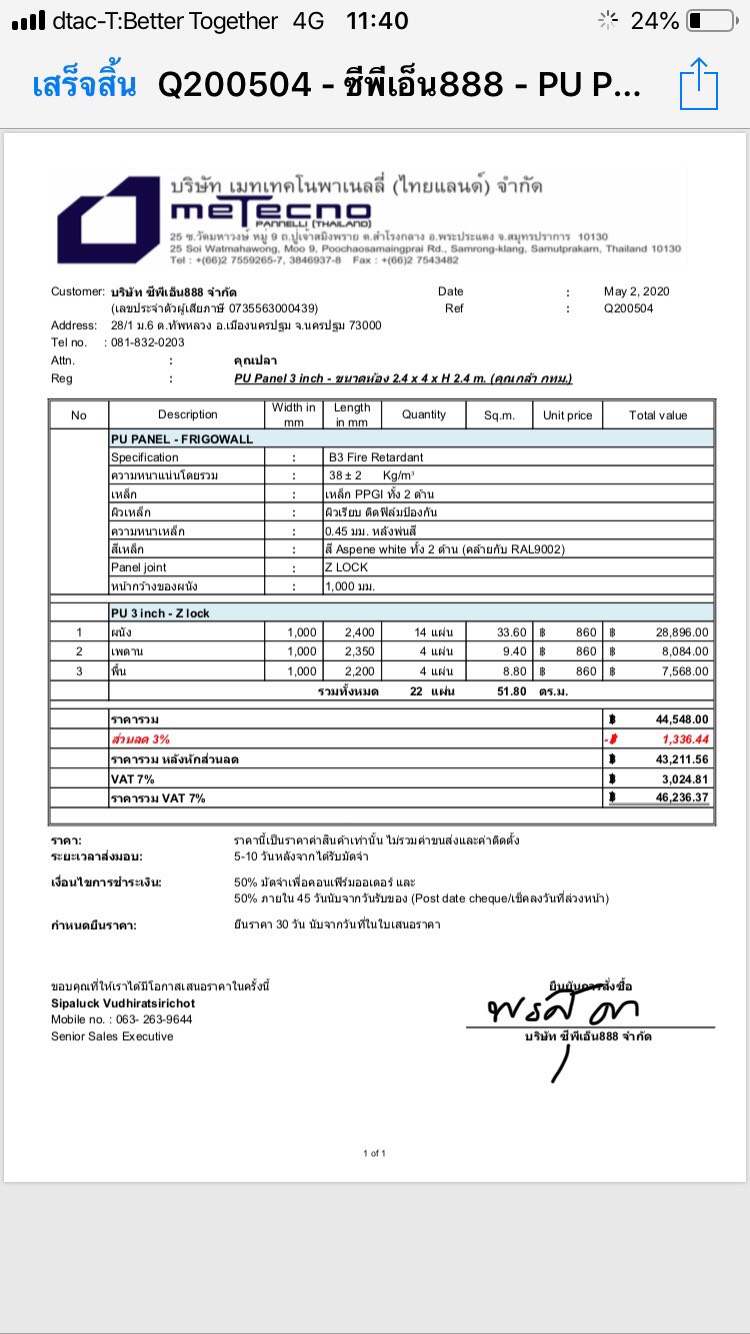 dtac-T:Better Together 4G 11:40 24%
เสร็จสิ้น Q200504 - ซีพีเอ็น888 - PU P...
บริษัท เมทเทคโนพาเนลลี่ (ไทยแลนด์) จำกัด
meTecno
PANNELLI (THAILAND)
25 ซ.วัดมหาวงษ์ หมู่ 9 ถ.ปู่เจ้าสมิงพราย ต.สำโรงกลาง อ.พระประแดง จ.สมุทรปราการ 10130
25 Soi Watmahawong, Moo 9, Poochaosamaingprai Rd., Samrong-klang, Samutprakarn, Thailand 10130
Tel : +(66)2 7559265-7, 3846937-8 Fax : +(66)2 7543482
Customer: บริษัท ซีพีเอ็น888 จำกัด Date : May 2, 2020
(เลขประจำตัวผู้เสียภาษี 0735563000439) Ref : Q200504
Address: 28/1 ม.6 ต.ทัพหลวง อ.เมืองนครปฐม จ.นครปฐม 73000
Tel no. : 081-832-0203
Attn. : คุณปลา
Reg : PU Panel 3 inch - ขนาดห้อง 2.4 x 4 x H 2.4 m. (คุณกล้า กทม.)
No Description Width in mm Length in mm Quantity Sq.m. Unit price Total value
PU PANEL - FRIGOWALL
Specification : B3 Fire Retardant
ความหนาแน่นโดยรวม : 38 ± 2 Kg/m³
เหล็ก : เหล็ก PPGI ทั้ง 2 ด้าน
ผิวเหล็ก : ผิวเรียบ ติดฟิล์มป้องกัน
ความหนาเหล็ก : 0.45 มม. หลังพ่นสี
สีเหล็ก : สี Aspene white ทั้ง 2 ด้าน (คล้ายกับ RAL9002)
Panel joint : Z LOCK
หน้ากว้างของผนัง : 1,000 มม.
PU 3 inch - Z lock
1 ผนัง 1,000 2,400 14 แผ่น 33.60 ฿ 860 ฿ 28,896.00
2 เพดาน 1,000 2,350 4 แผ่น 9.40 ฿ 860 ฿ 8,084.00
3 พื้น 1,000 2,200 4 แผ่น 8.80 ฿ 860 ฿ 7,568.00
รวมทั้งหมด 22 แผ่น 51.80 ตร.ม.
ราคารวม ฿ 44,548.00
ส่วนลด 3% -฿ 1,336.44
ราคารวม หลังหักส่วนลด ฿ 43,211.56
VAT 7% ฿ 3,024.81
ราคารวม VAT 7% ฿ 46,236.37
ราคา: ราคานี้เป็นราคาค่าสินค้าเท่านั้น ไม่รวมค่าขนส่งและค่าติดตั้ง
ระยะเวลาส่งมอบ: 5-10 วันหลังจากได้รับมัดจำ
เงื่อนไขการชำระเงิน: 50% มัดจำเพื่อคอนเฟิร์มออเดอร์ และ
50% ภายใน 45 วันนับจากวันรับของ (Post date cheque/เช็คลงวันที่ล่วงหน้า)
กำหนดยืนราคา: ยืนราคา 30 วัน นับจากวันที่ในใบเสนอราคา
ขอบคุณที่ให้เราได้มีโอกาสเสนอราคาในครั้งนี้ ยืนยันการสั่งซื้อ
Sipaluck Vudhiratsirichot
Mobile no. : 063- 263-9644
Senior Sales Executive บริษัท ซีพีเอ็น888 จำกัด
1 of 1